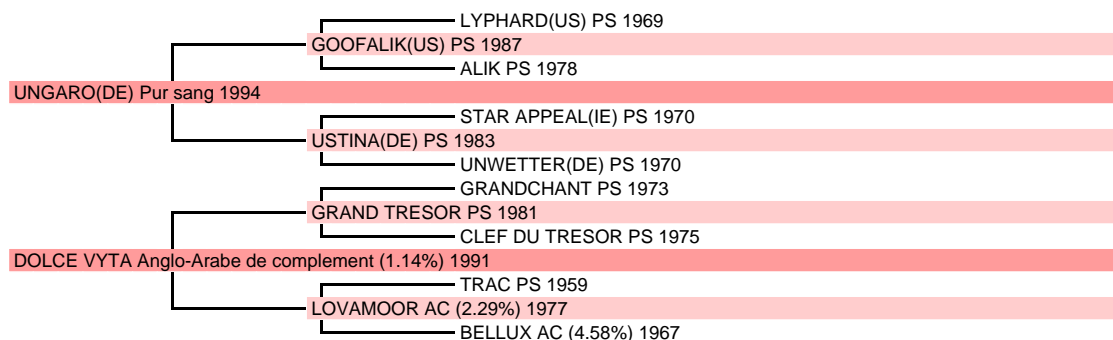 LYPHARD(US) PS 1969
GOOFALIK(US) PS 1987
ALIK PS 1978
UNGARO(DE) Pur sang 1994
STAR APPEAL(IE) PS 1970
USTINA(DE) PS 1983
UNWETTER(DE) PS 1970
GRANDCHANT PS 1973
GRAND TRESOR PS 1981
CLEF DU TRESOR PS 1975
DOLCE VYTA Anglo-Arabe de complement (1.14%) 1991
TRAC PS 1959
LOVAMOOR AC (2.29%) 1977
BELLUX AC (4.58%) 1967